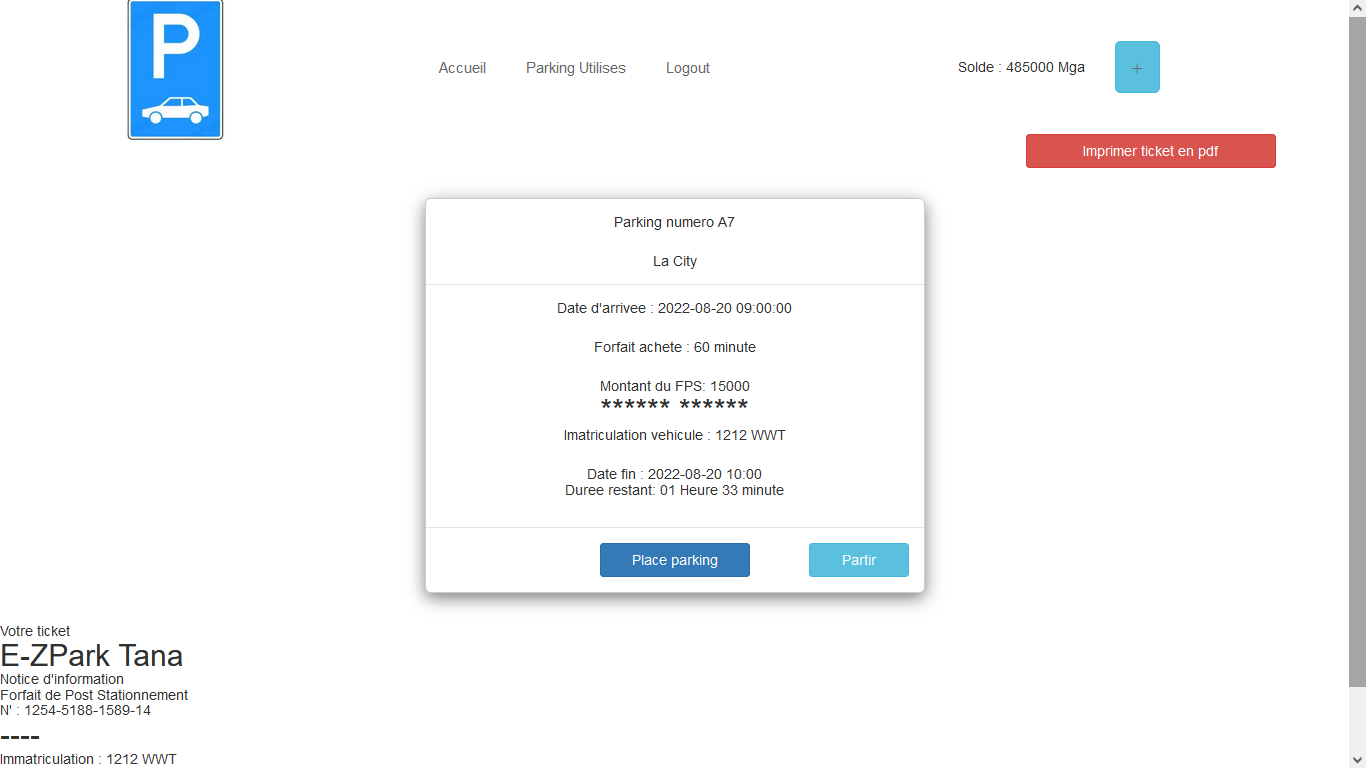 P
Accueil
Parking Utilises
Logout
Solde : 485000 Mga
+
Imprimer ticket en pdf
Parking numero A7
La City
Date d'arrivee : 2022-08-20 09:00:00
Forfait achete : 60 minute
Montant du FPS: 15000
****** ******
Imatriculation vehicule : 1212 WWT
Date fin : 2022-08-20 10:00
Duree restant: 01 Heure 33 minute
Place parking
Partir
Votre ticket
E-ZPark Tana
Notice d'information
Forfait de Post Stationnement
N' : 1254-5188-1589-14
----
Immatriculation : 1212 WWT